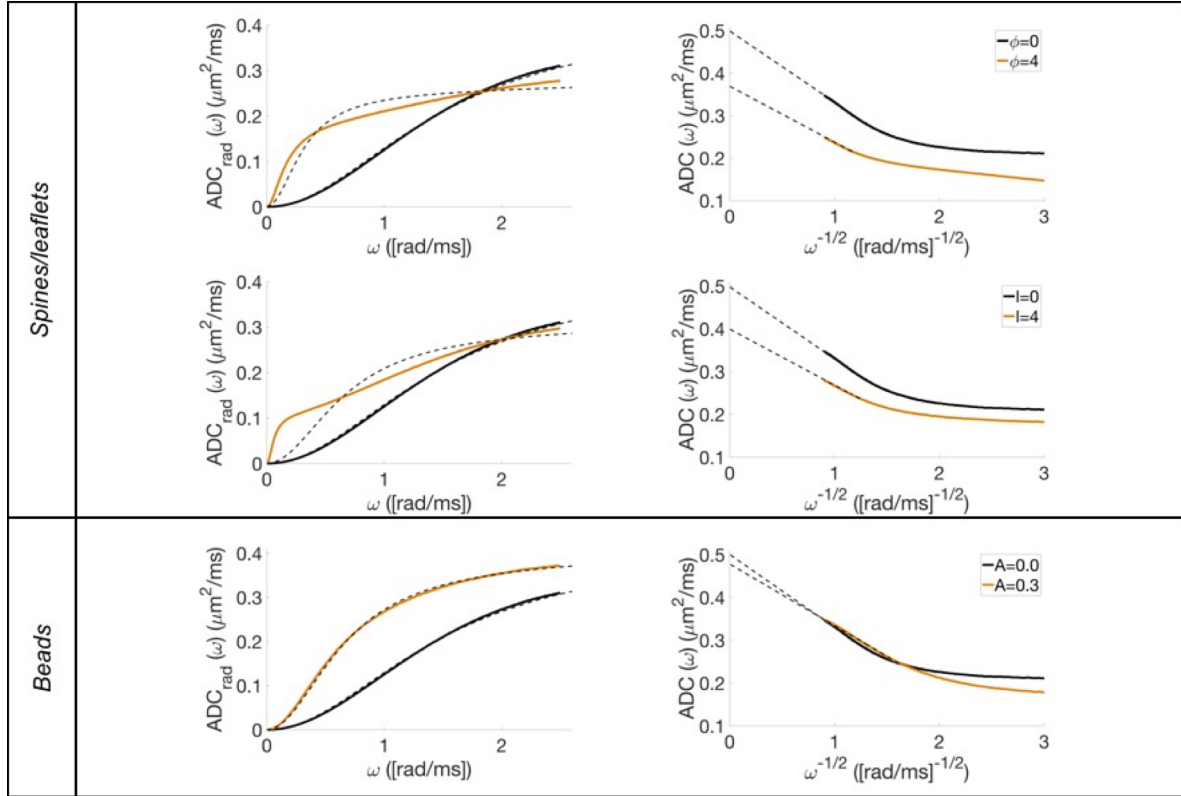 Spines/leaflets
0.4
0.3
0.2
0.1
0
ADC_rad (ω) (μm²/ms)
0 1 2
ω ([rad/ms])
0.5
0.4
0.3
0.2
0.1
ADC (ω) (μm²/ms)
ϕ=0
ϕ=4
0 1 2 3
ω^-1/2 ([rad/ms]^-1/2)
0.4
0.3
0.2
0.1
0
ADC_rad (ω) (μm²/ms)
0 1 2
ω ([rad/ms])
0.5
0.4
0.3
0.2
0.1
ADC (ω) (μm²/ms)
l=0
l=4
0 1 2 3
ω^-1/2 ([rad/ms]^-1/2)
Beads
0.4
0.3
0.2
0.1
0
ADC_rad (ω) (μm²/ms)
0 1 2
ω ([rad/ms])
0.5
0.4
0.3
0.2
0.1
ADC (ω) (μm²/ms)
A=0.0
A=0.3
0 1 2 3
ω^-1/2 ([rad/ms]^-1/2)